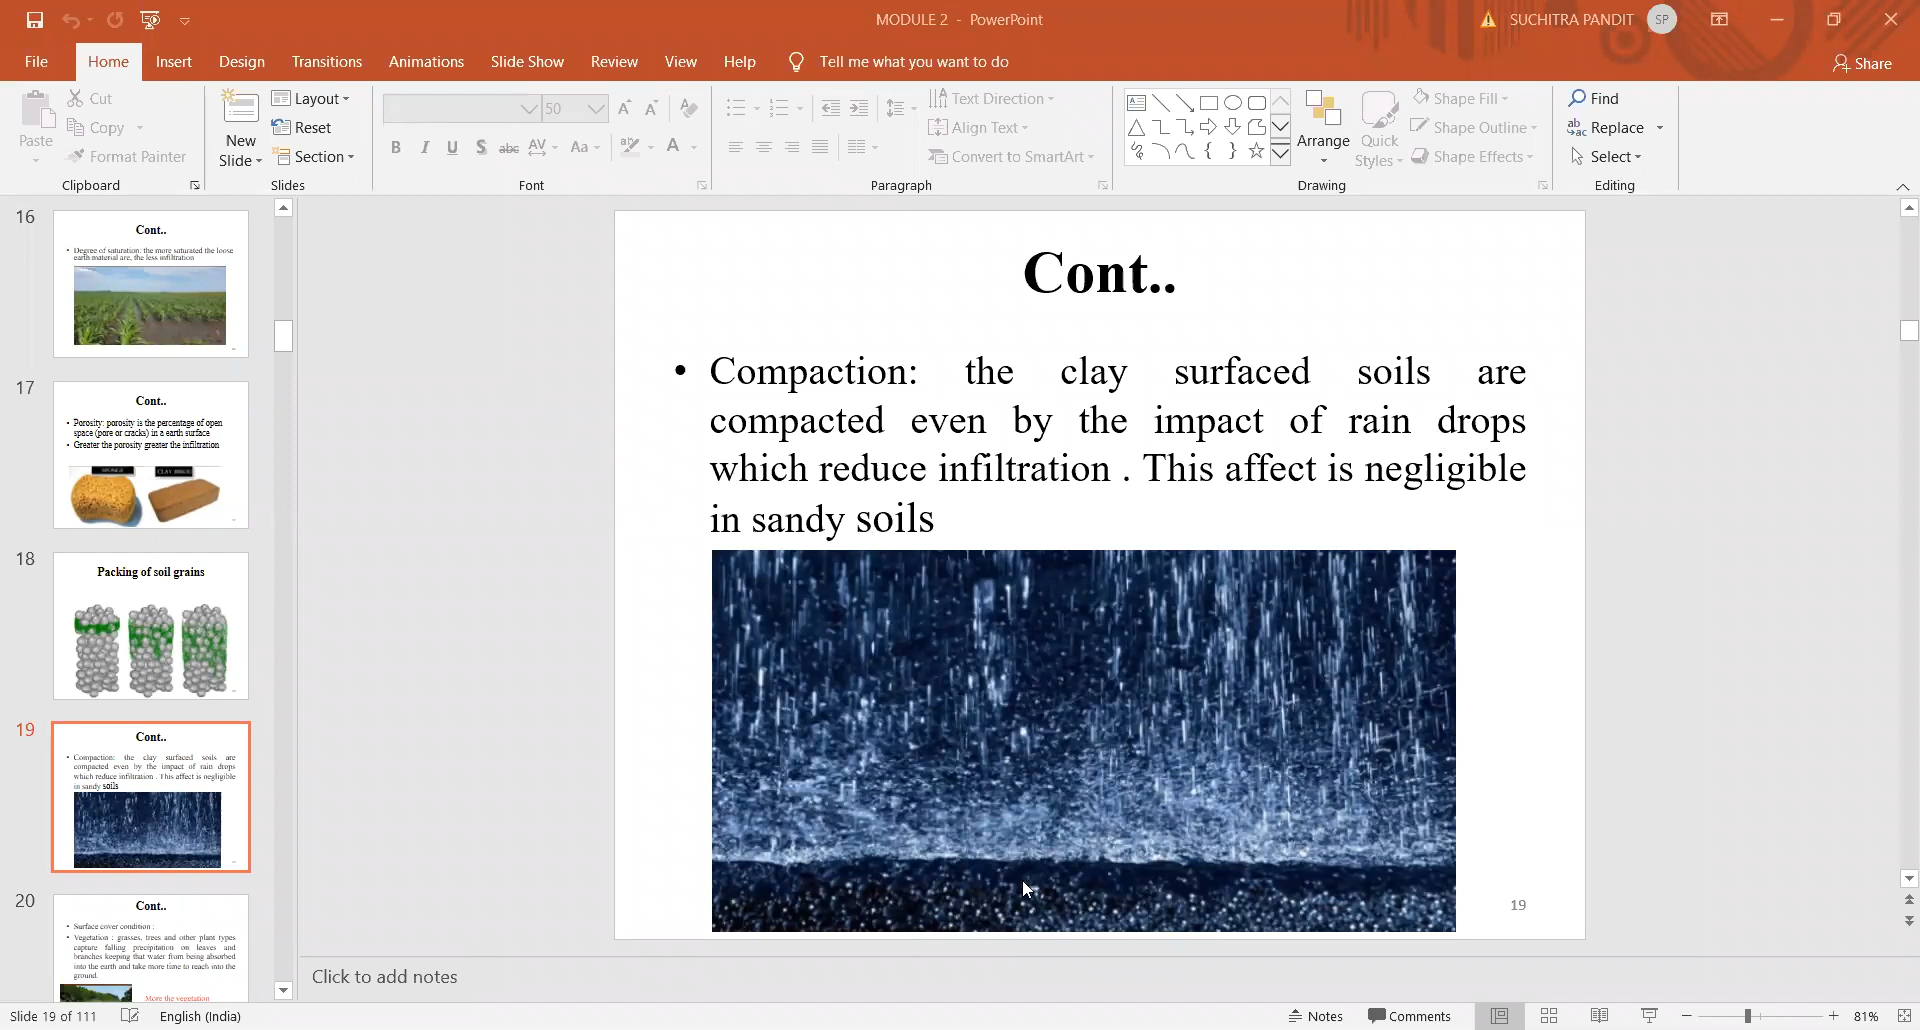 MODULE 2 - PowerPoint
SUCHITRA PANDIT
SP
File
Home
Insert
Design
Transitions
Animations
Slide Show
Review
View
Help
Tell me what you want to do
Share
Paste
Cut
Copy
Format Painter
Clipboard
New
Slide
Layout
Reset
Section
Slides
50
B
I
U
S
abc
AV
Aa
A
Font
Text Direction
Align Text
Convert to SmartArt
Paragraph
Arrange
Quick
Styles
Shape Fill
Shape Outline
Shape Effects
Drawing
Find
Replace
Select
Editing
16
Cont..
• Degree of saturation: the more saturated the loose
earth material are, the less infiltration
17
Cont..
• Porosity: porosity is the percentage of open
space (pore or cracks) in a earth surface
• Greater the porosity greater the infiltration
18
Packing of soil grains
19
Cont..
• Compaction: the clay surfaced soils are
compacted even by the impact of rain drops
which reduce infiltration . This affect is negligible
in sandy soils
20
Cont..
• Surface cover condition :
• Vegetation : grasses, trees and other plant types
capture falling precipitation on leaves and
branches keeping that water from being absorbed
into the earth and take more time to reach into the
ground.
More the vegetation
Cont..
• Compaction: the clay surfaced soils are
compacted even by the impact of rain drops
which reduce infiltration . This affect is negligible
in sandy soils
19
Click to add notes
Slide 19 of 111
English (India)
Notes
Comments
81%